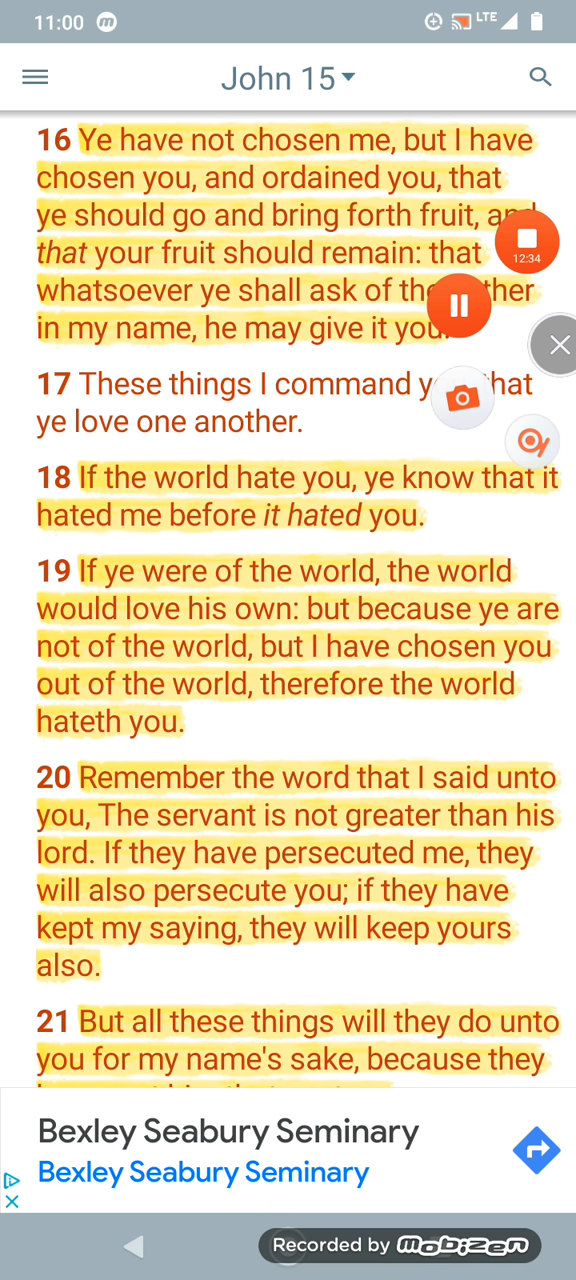 11:00 m LTE
John 15
16 Ye have not chosen me, but I have
chosen you, and ordained you, that
ye should go and bring forth fruit, and
that your fruit should remain: that
12:34
whatsoever ye shall ask of the ther
in my name, he may give it you.
17 These things I command y hat
ye love one another.
18 If the world hate you, ye know that it
hated me before it hated you.
19 If ye were of the world, the world
would love his own: but because ye are
not of the world, but I have chosen you
out of the world, therefore the world
hateth you.
20 Remember the word that I said unto
you, The servant is not greater than his
lord. If they have persecuted me, they
will also persecute you; if they have
kept my saying, they will keep yours
also.
21 But all these things will they do unto
you for my name's sake, because they
Bexley Seabury Seminary
Bexley Seabury Seminary
Recorded by mobizen